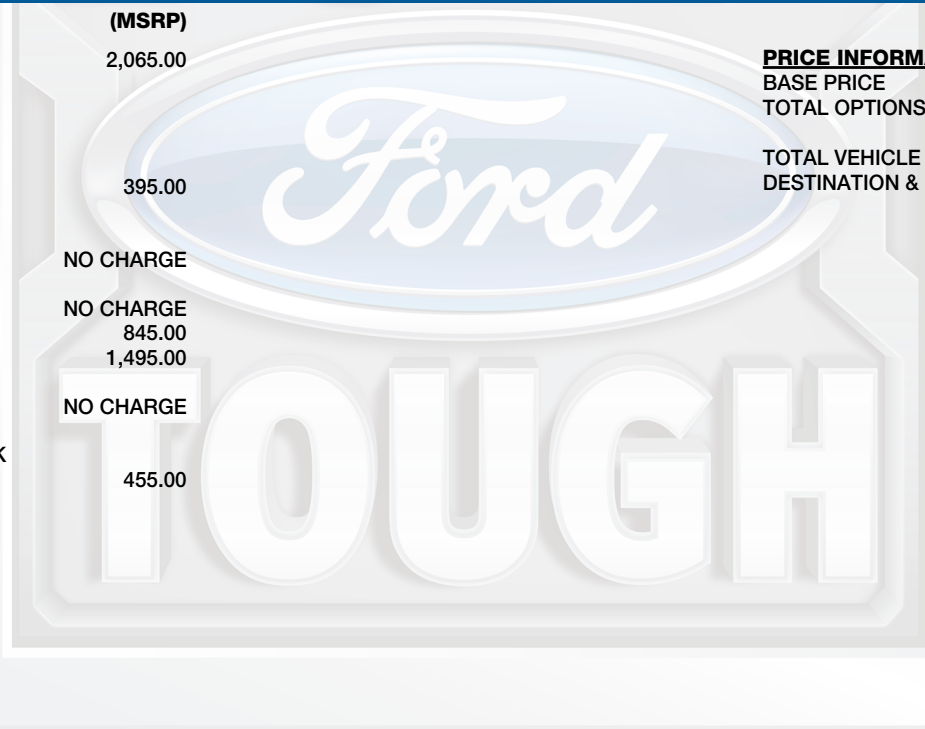 (MSRP)
2,065.00
395.00
NO CHARGE
NO CHARGE
845.00
1,495.00
NO CHARGE
K
455.00
PRICE INFORM
BASE PRICE
TOTAL OPTIONS
TOTAL VEHICLE
DESTINATION &
Ford
TOUGH